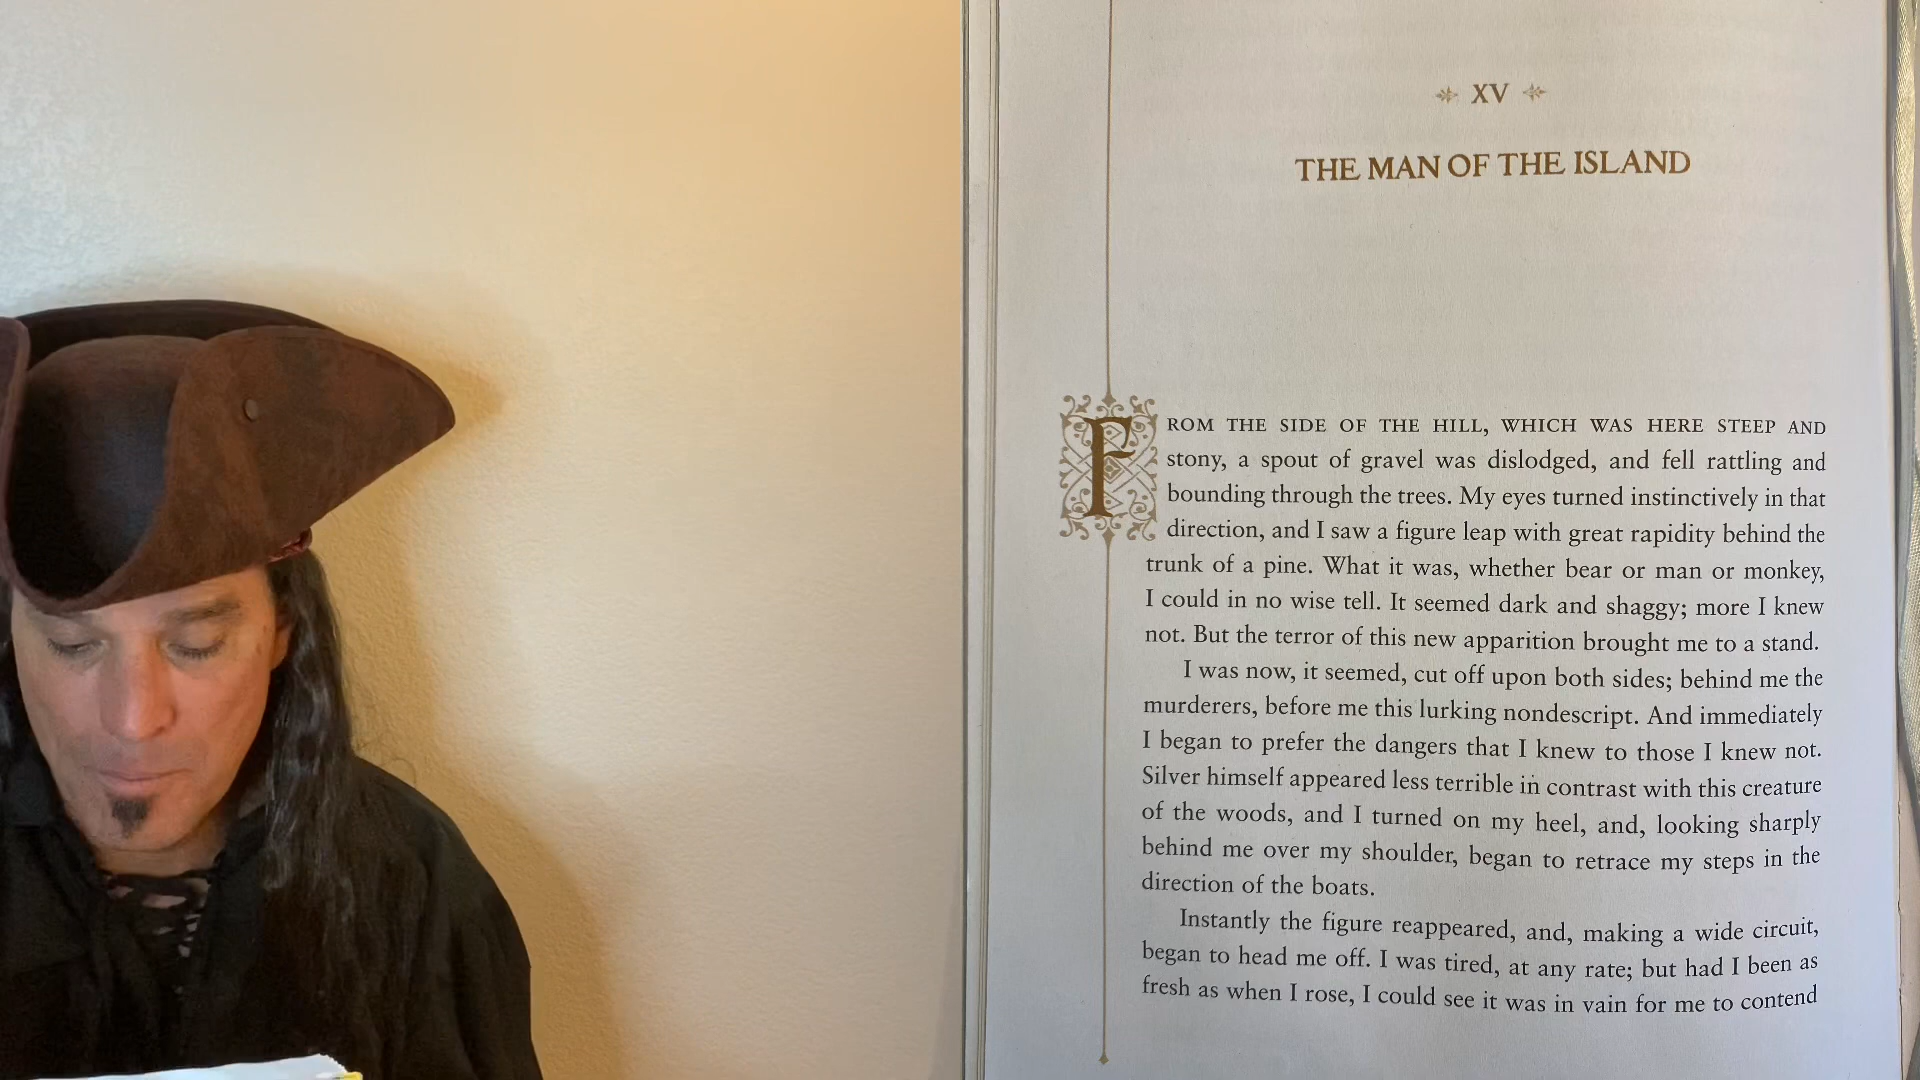 XV
THE MAN OF THE ISLAND
FROM THE SIDE OF THE HILL, WHICH WAS HERE STEEP AND
stony, a spout of gravel was dislodged, and fell rattling and
bounding through the trees. My eyes turned instinctively in that
direction, and I saw a figure leap with great rapidity behind the
trunk of a pine. What it was, whether bear or man or monkey,
I could in no wise tell. It seemed dark and shaggy; more I knew
not. But the terror of this new apparition brought me to a stand.
I was now, it seemed, cut off upon both sides; behind me the
murderers, before me this lurking nondescript. And immediately
I began to prefer the dangers that I knew to those I knew not.
Silver himself appeared less terrible in contrast with this creature
of the woods, and I turned on my heel, and, looking sharply
behind me over my shoulder, began to retrace my steps in the
direction of the boats.
Instantly the figure reappeared, and, making a wide circuit,
began to head me off. I was tired, at any rate; but had I been as
fresh as when I rose, I could see it was in vain for me to contend